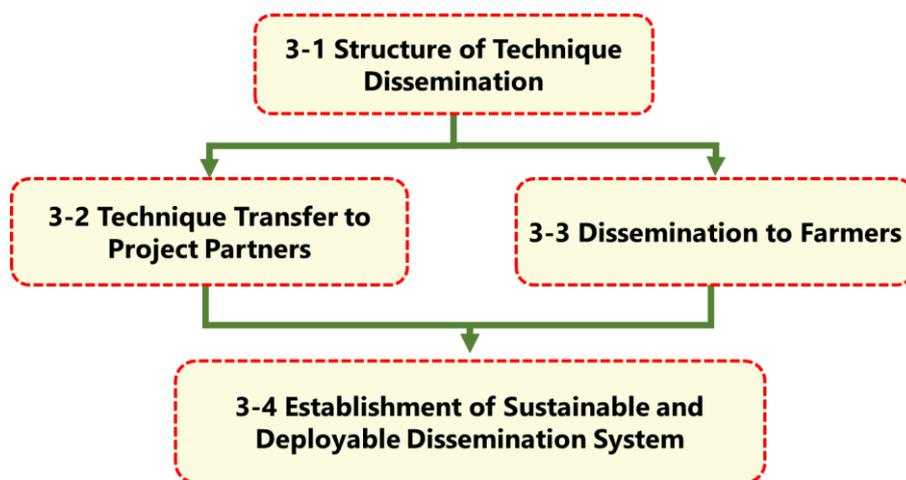 3-1 Structure of Technique
Dissemination
3-2 Technique Transfer to
Project Partners
3-3 Dissemination to Farmers
3-4 Establishment of Sustainable and
Deployable Dissemination System